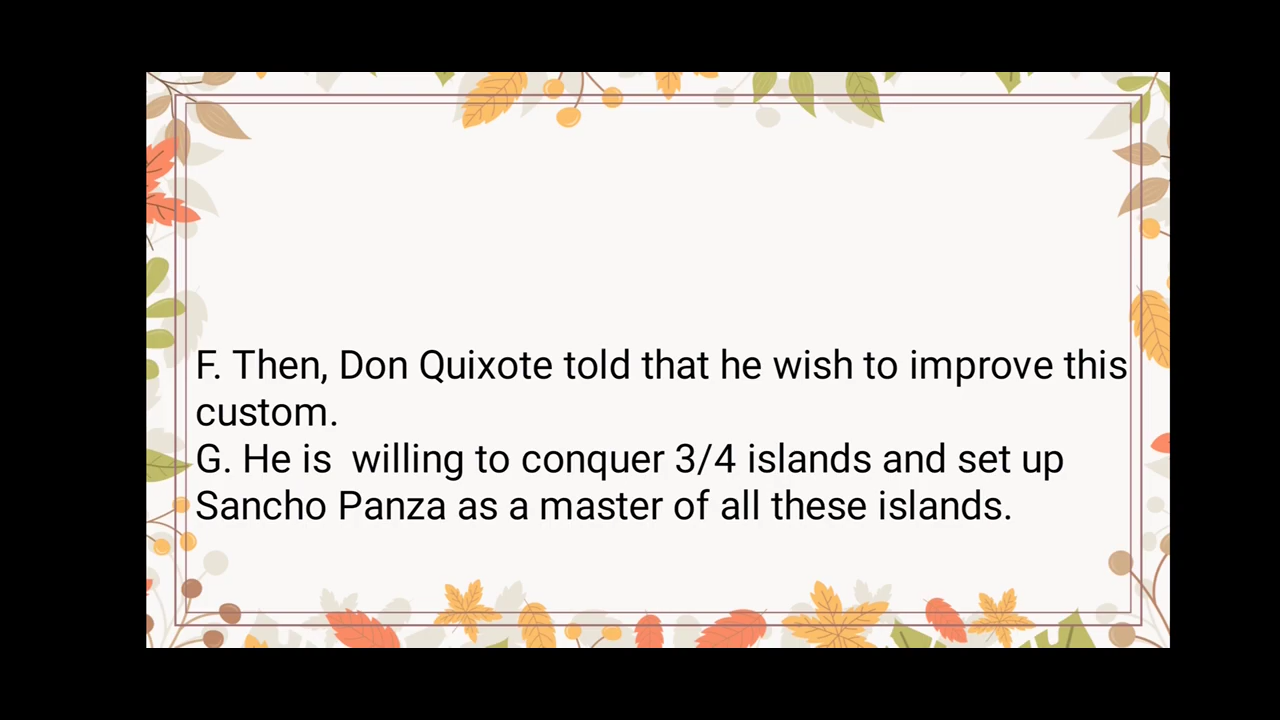 F. Then, Don Quixote told that he wish to improve this
custom.
G. He is  willing to conquer 3/4 islands and set up
Sancho Panza as a master of all these islands.